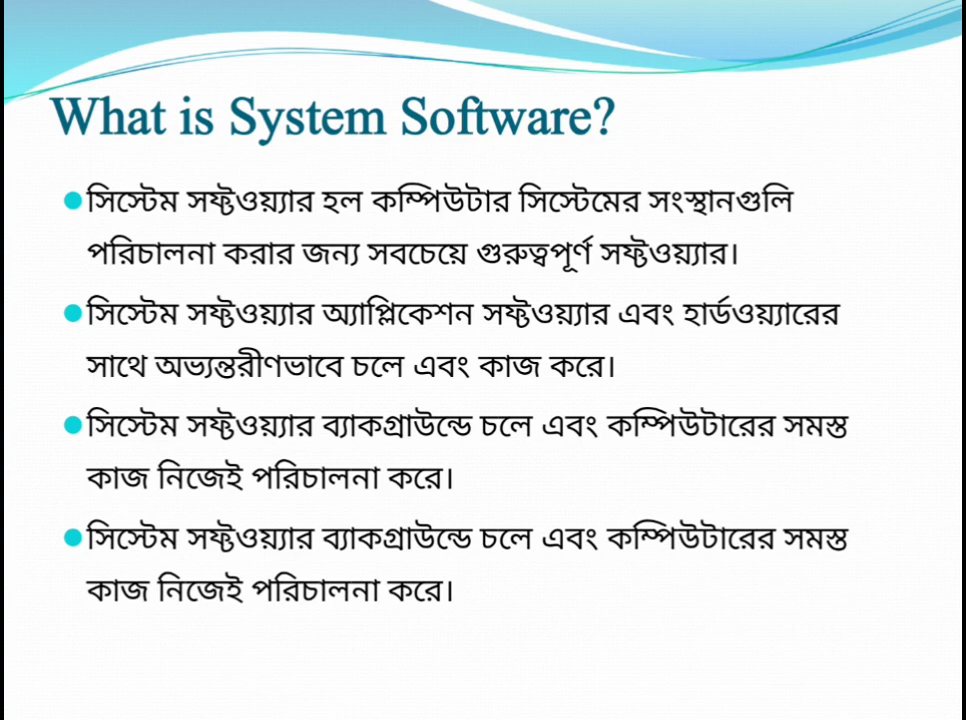 What is System Software?
সিস্টেম সফ্টওয়্যার হল কম্পিউটার সিস্টেমের সংস্থানগুলি
পরিচালনা করার জন্য সবচেয়ে গুরুত্বপূর্ণ সফ্টওয়্যার।
সিস্টেম সফ্টওয়্যার অ্যাপ্লিকেশন সফ্টওয়্যার এবং হার্ডওয়্যারের
সাথে অভ্যন্তরীণভাবে চলে এবং কাজ করে।
সিস্টেম সফ্টওয়্যার ব্যাকগ্রাউন্ডে চলে এবং কম্পিউটারের সমস্ত
কাজ নিজেই পরিচালনা করে।
সিস্টেম সফ্টওয়্যার ব্যাকগ্রাউন্ডে চলে এবং কম্পিউটারের সমস্ত
কাজ নিজেই পরিচালনা করে।